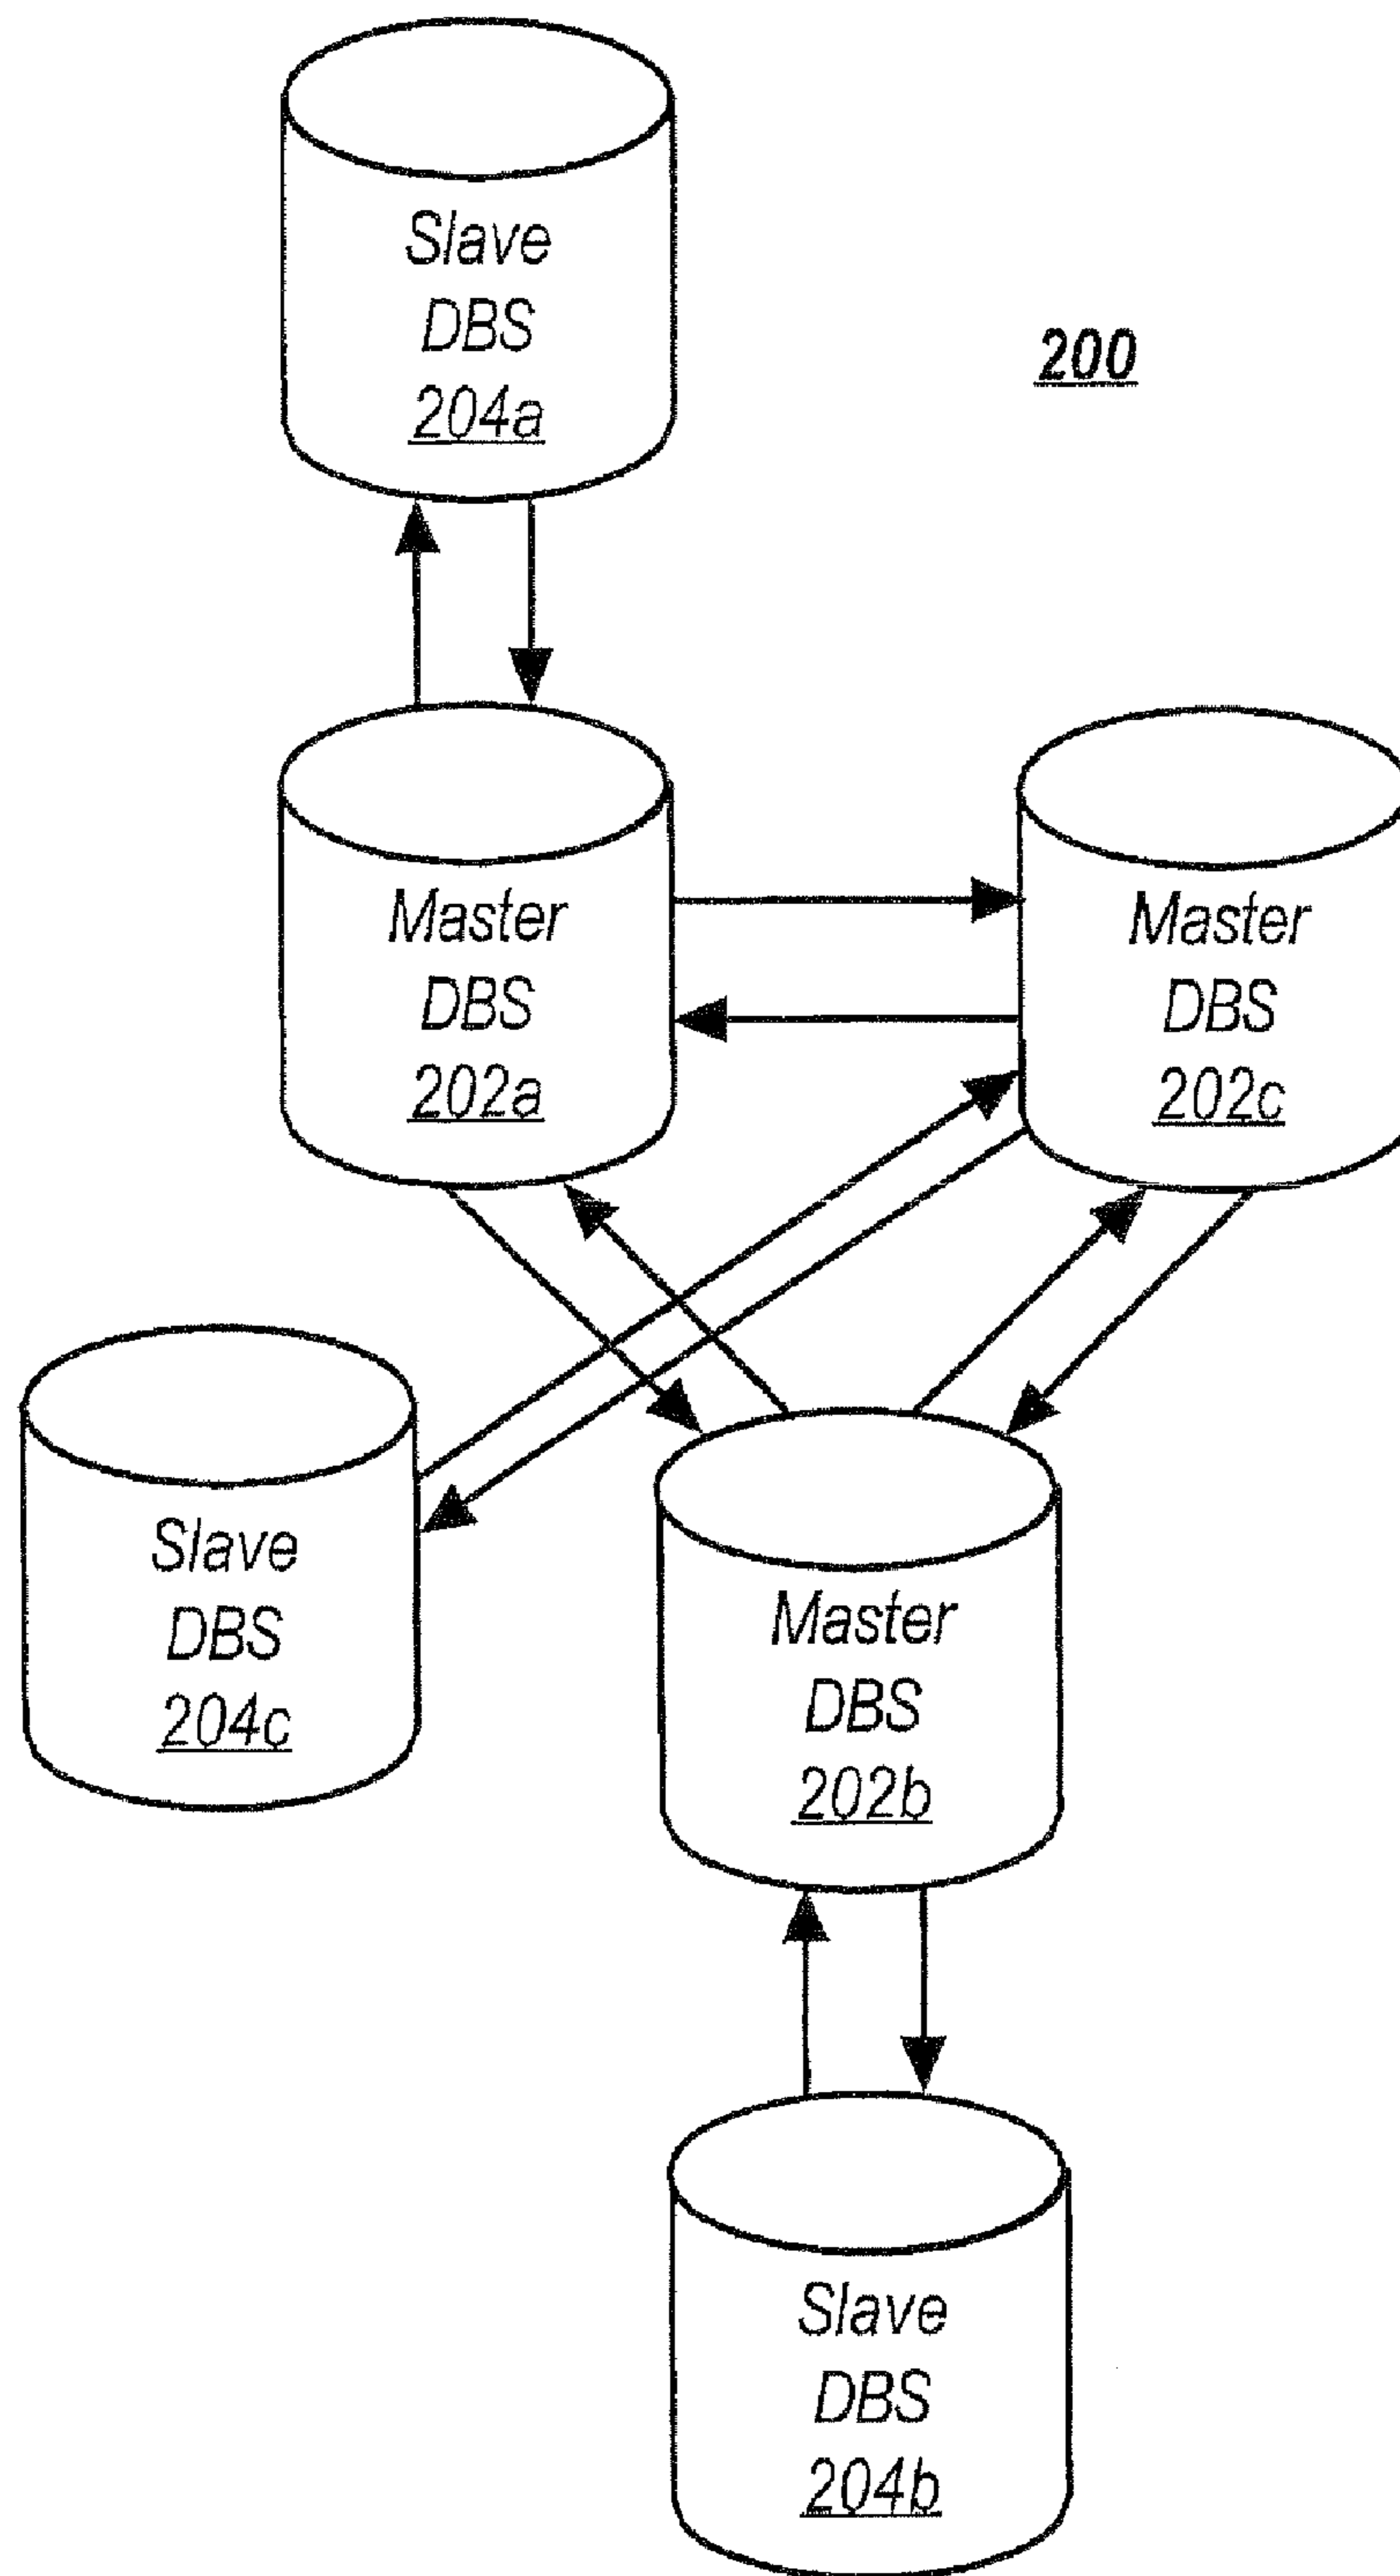 Slave
DBS
204a
200
Master
DBS
202a
Master
DBS
202c
Slave
DBS
204c
Master
DBS
202b
Slave
DBS
204b